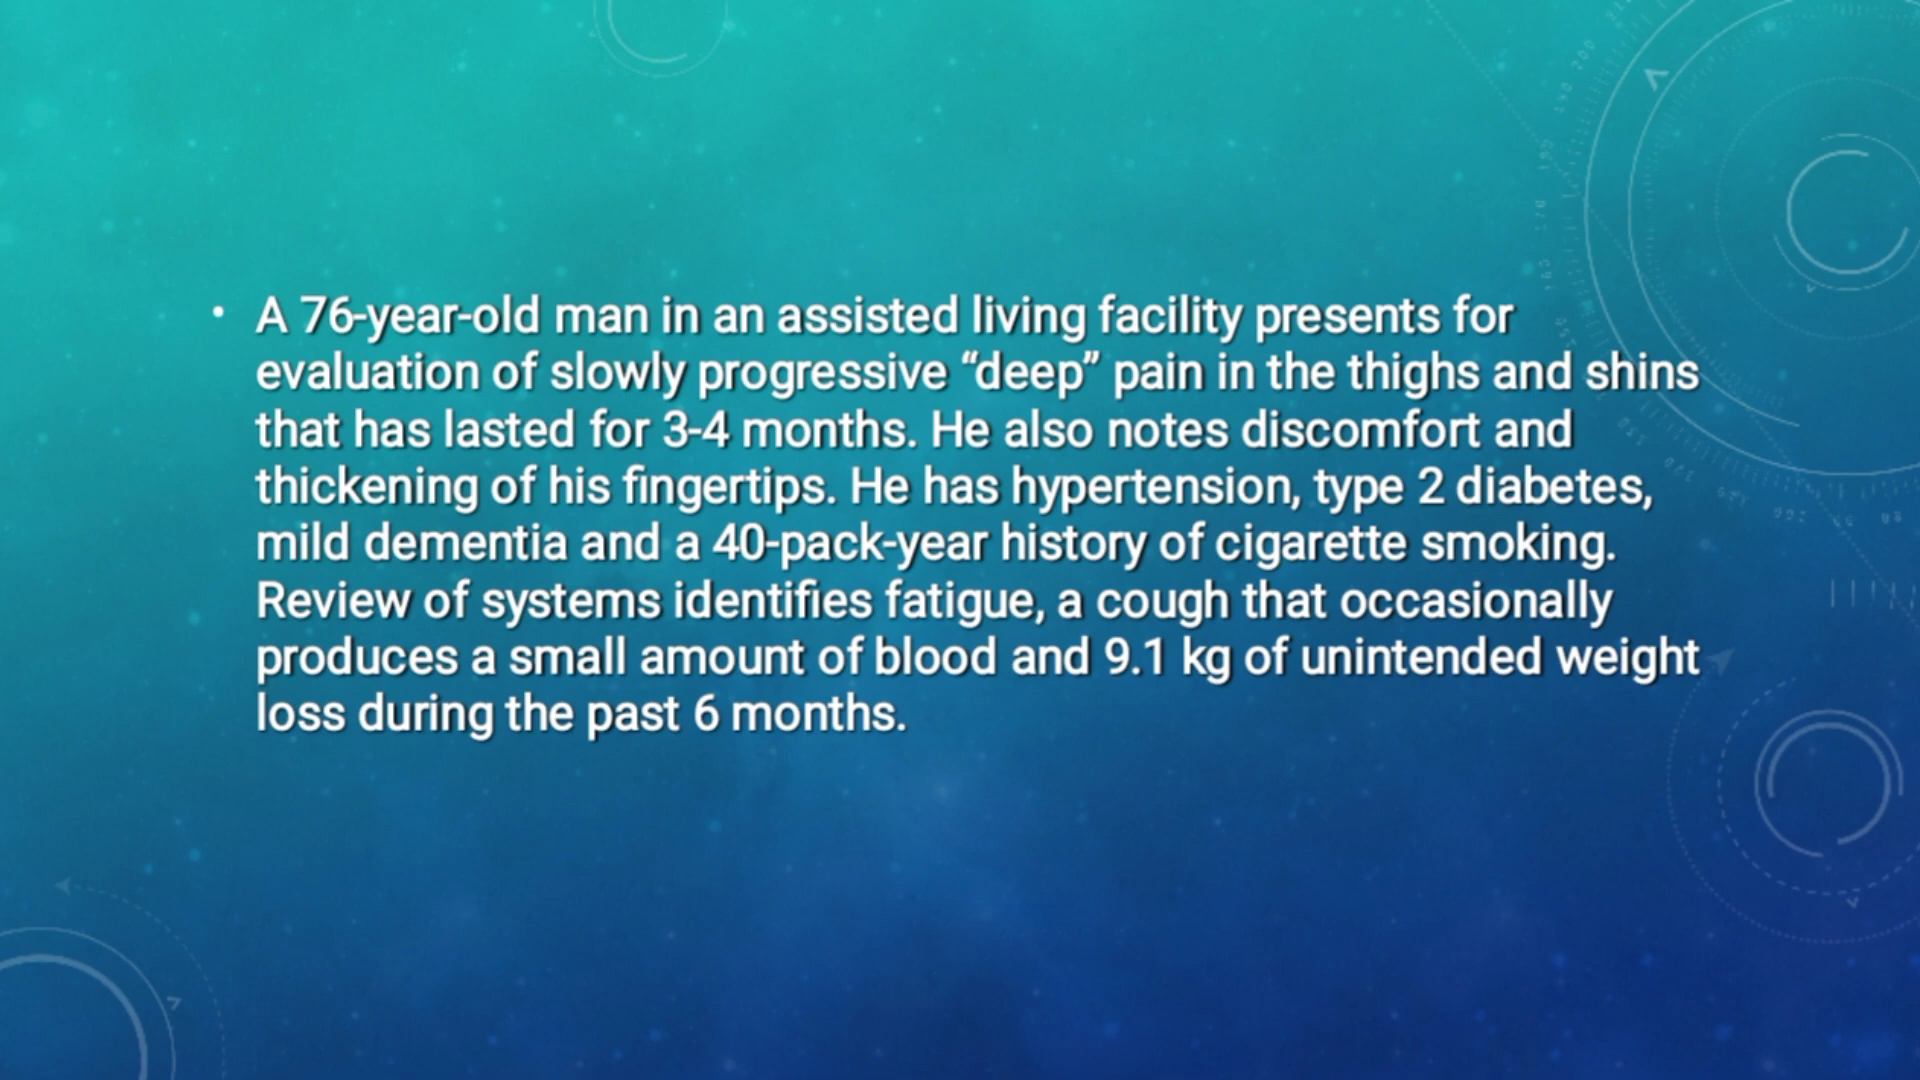 • A 76-year-old man in an assisted living facility presents for
evaluation of slowly progressive “deep” pain in the thighs and shins
that has lasted for 3-4 months. He also notes discomfort and
thickening of his fingertips. He has hypertension, type 2 diabetes,
mild dementia and a 40-pack-year history of cigarette smoking.
Review of systems identifies fatigue, a cough that occasionally
produces a small amount of blood and 9.1 kg of unintended weight
loss during the past 6 months.